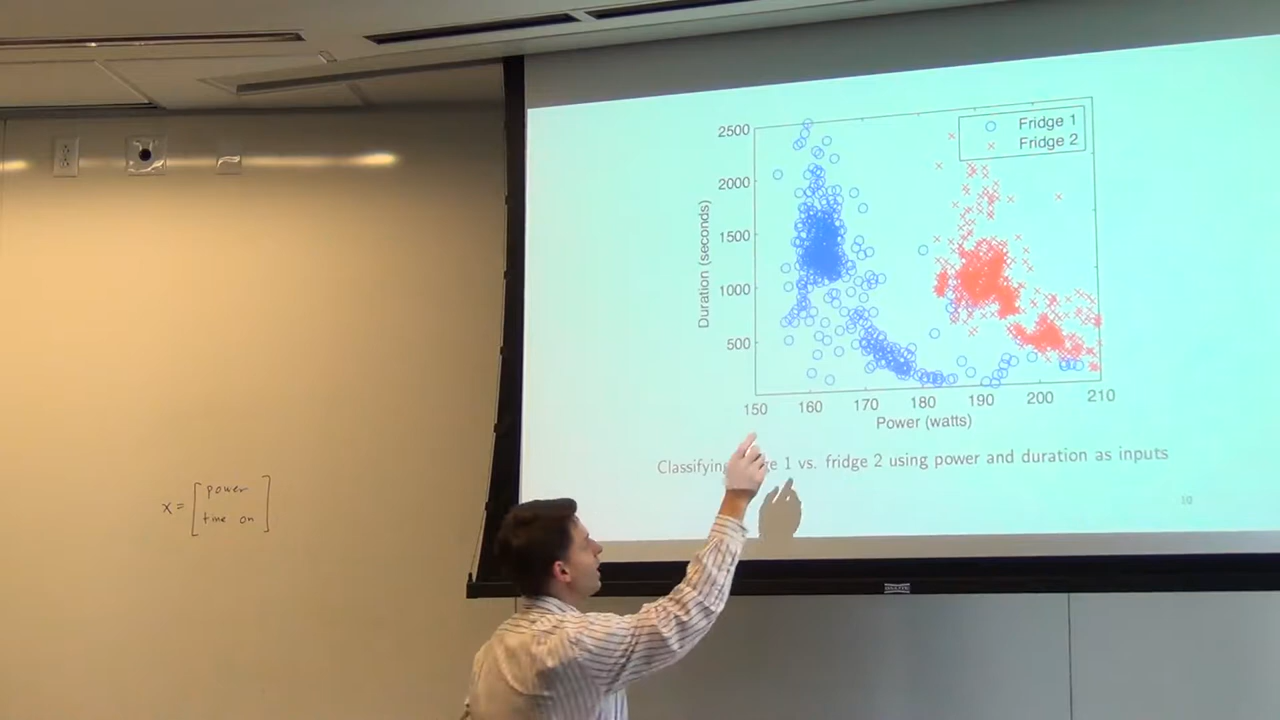 2500
2000
1500
1000
500
Duration (seconds)
Fridge 1
Fridge 2
150 160 170 180 190 200 210
Power (watts)
Classifying 1 vs. fridge 2 using power and duration as inputs
10
x = [ power
time on ]